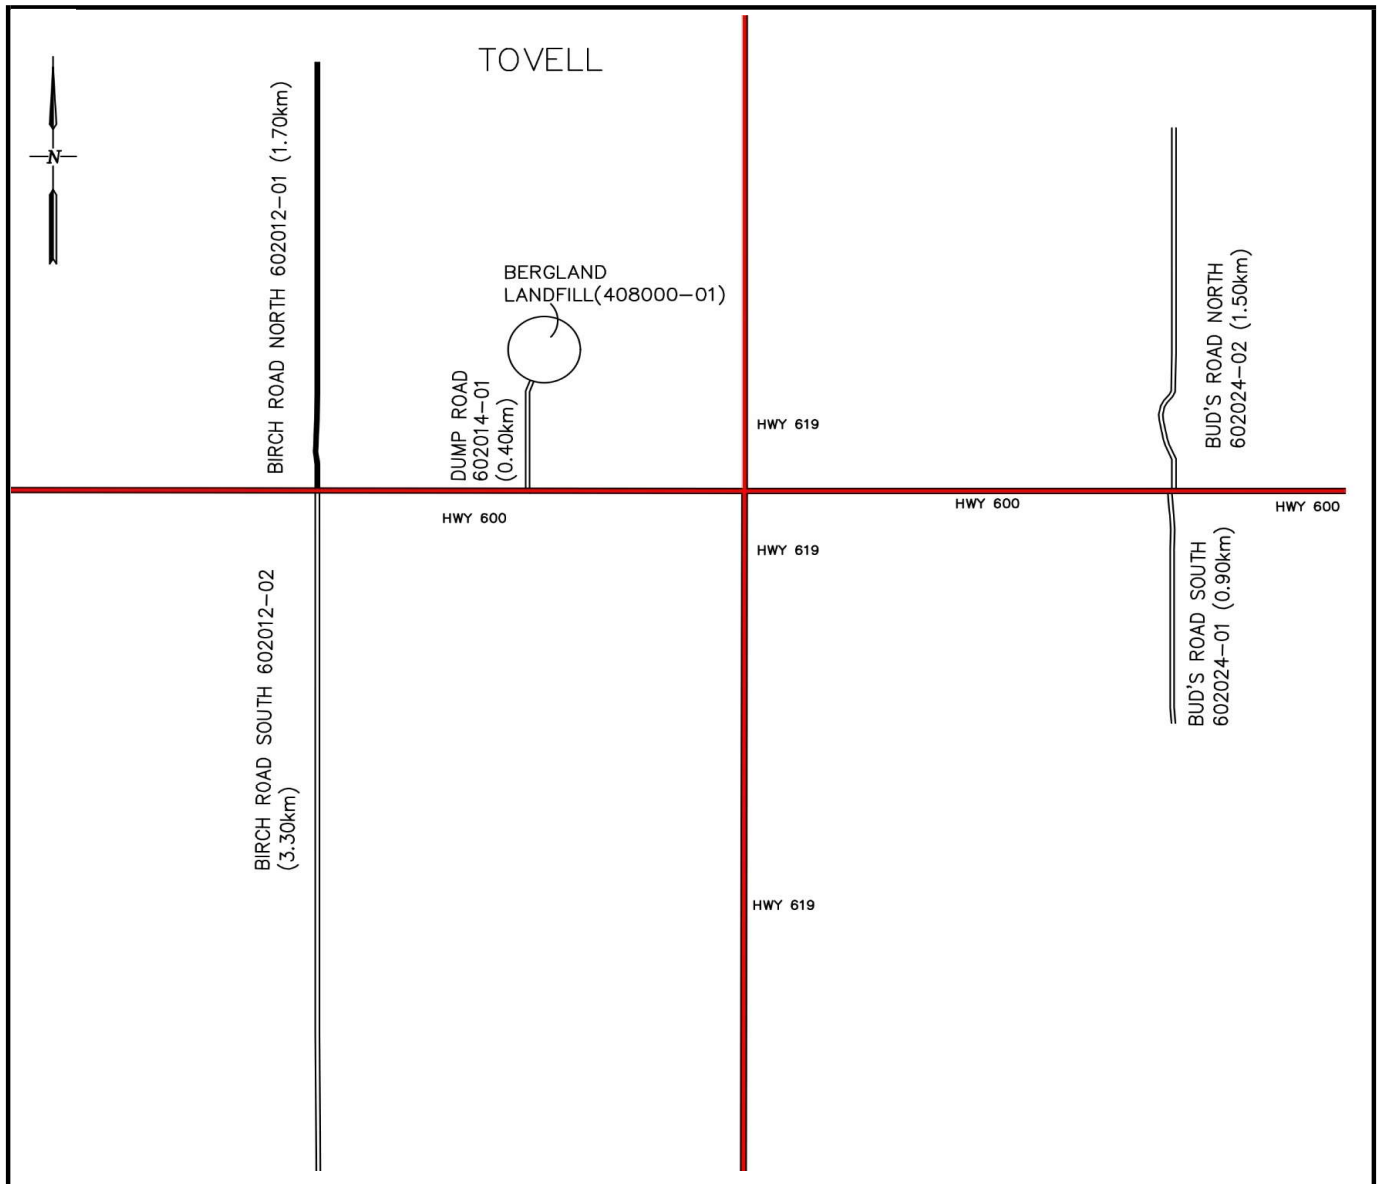 TOVELL
N
BIRCH ROAD NORTH 602012-01 (1.70km)
BERGLAND
LANDFILL(408000-01)
DUMP ROAD
602014-01
(0.40km)
HWY 619
BUD'S ROAD NORTH
602024-02 (1.50km)
HWY 600
HWY 600
HWY 600
HWY 619
BIRCH ROAD SOUTH 602012-02
(3.30km)
BUD'S ROAD SOUTH
602024-01 (0.90km)
HWY 619